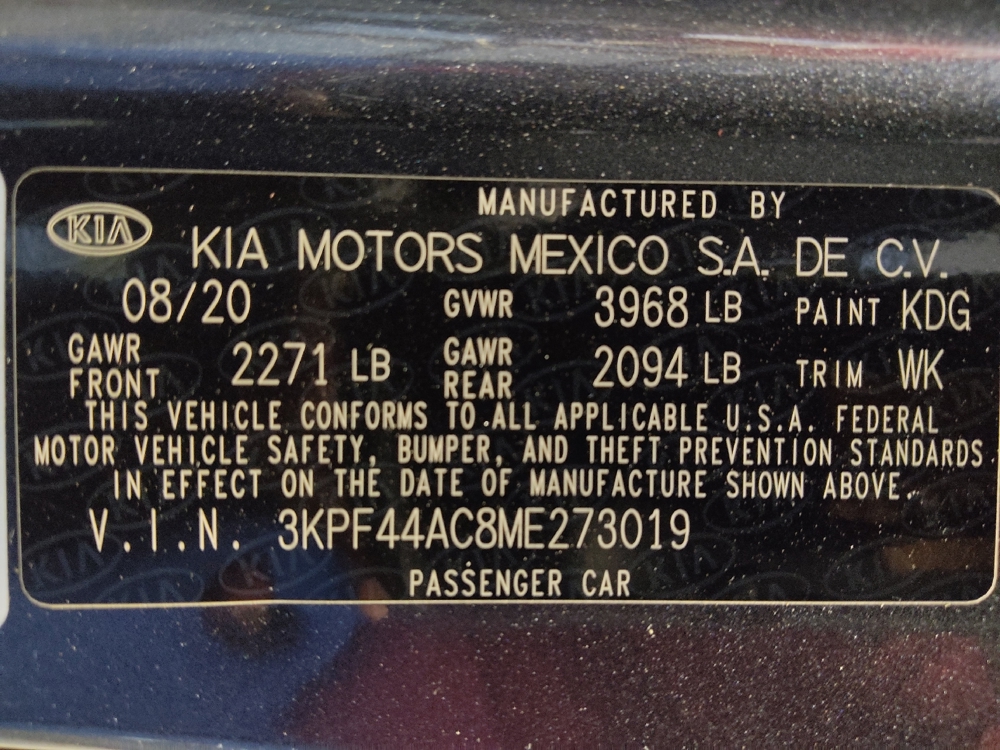 MANUFACTURED BY
KIA KIA MOTORS MEXICO S.A. DE C.V.
08/20 GVWR 3968 LB PAINT KDG
GAWR FRONT 2271 LB GAWR REAR 2094 LB TRIM WK
THIS VEHICLE CONFORMS TO ALL APPLICABLE U.S.A. FEDERAL
MOTOR VEHICLE SAFETY, BUMPER, AND THEFT PREVENTION STANDARDS
IN EFFECT ON THE DATE OF MANUFACTURE SHOWN ABOVE.
V.I.N. 3KPF44AC8ME273019
PASSENGER CAR